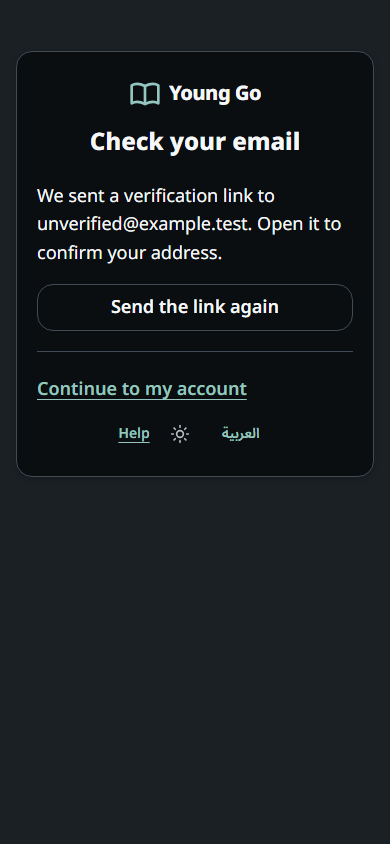 Young Go
Check your email
We sent a verification link to
unverified@example.test. Open it to
confirm your address.
Send the link again
Continue to my account
Help
العربية